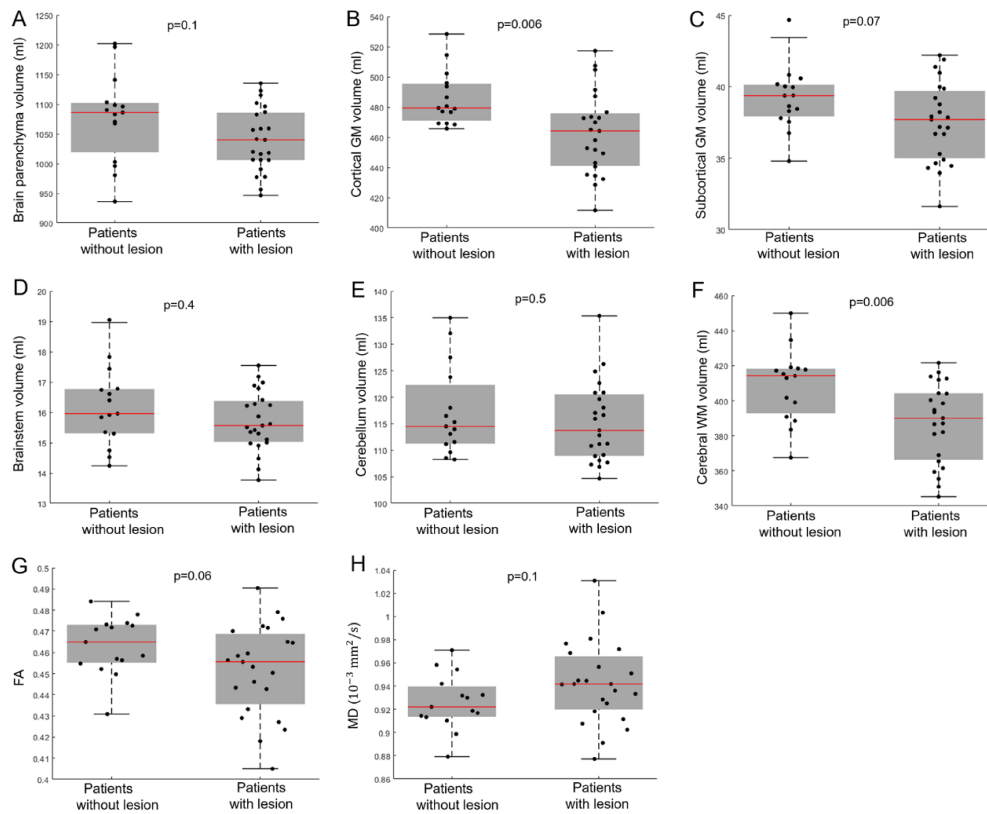 A
p=0.1
Brain parenchyma volume (ml)
1250
1200
1150
1100
1050
1000
950
900
Patients
without lesion
Patients
with lesion
B
p=0.006
Cortical GM volume (ml)
540
520
500
480
460
440
420
400
Patients
without lesion
Patients
with lesion
C
p=0.07
Subcortical GM volume (ml)
45
40
35
30
Patients
without lesion
Patients
with lesion
D
p=0.4
Brainstem volume (ml)
20
19
18
17
16
15
14
13
Patients
without lesion
Patients
with lesion
E
p=0.5
Cerebellum volume (ml)
140
135
130
125
120
115
110
105
100
Patients
without lesion
Patients
with lesion
F
p=0.006
Cerebral WM volume (ml)
460
440
420
400
380
360
340
Patients
without lesion
Patients
with lesion
G
p=0.06
FA
0.5
0.49
0.48
0.47
0.46
0.45
0.44
0.43
0.42
0.41
0.4
Patients
without lesion
Patients
with lesion
H
p=0.1
MD (10⁻³ mm²/s)
1.04
1.02
1
0.98
0.96
0.94
0.92
0.9
0.88
0.86
Patients
without lesion
Patients
with lesion